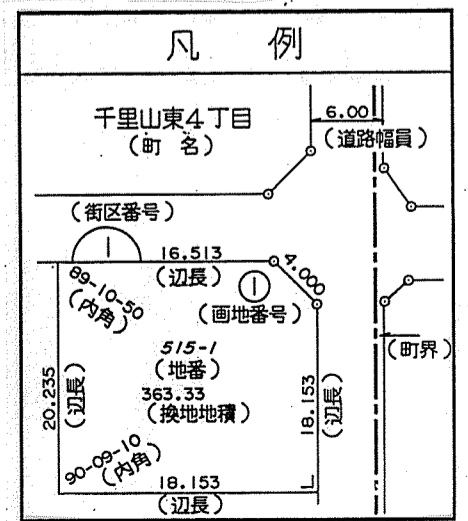 凡 例
千里山東4丁目
(町 名)
6.00
(道路幅員)
(街区番号)
1
16.513
(辺長)
4.000
89-10-50
(内角)
1
(画地番号)
515-1
(地番)
363.33
(換地地積)
20.235
(辺長)
18.153
(辺長)
(町界)
90-09-10
(内角)
18.153
(辺長)